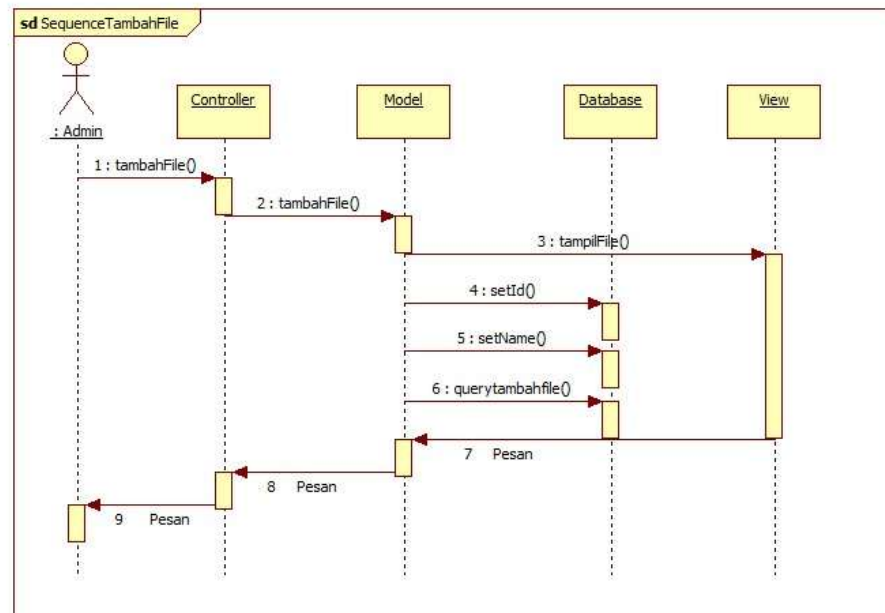 sd SequenceTambahFile
: Admin
Controller
Model
Database
View
1 : tambahFile()
2 : tambahFile()
3 : tampilFile()
4 : setId()
5 : setName()
6 : querytambahfile()
7 Pesan
8 Pesan
9 Pesan